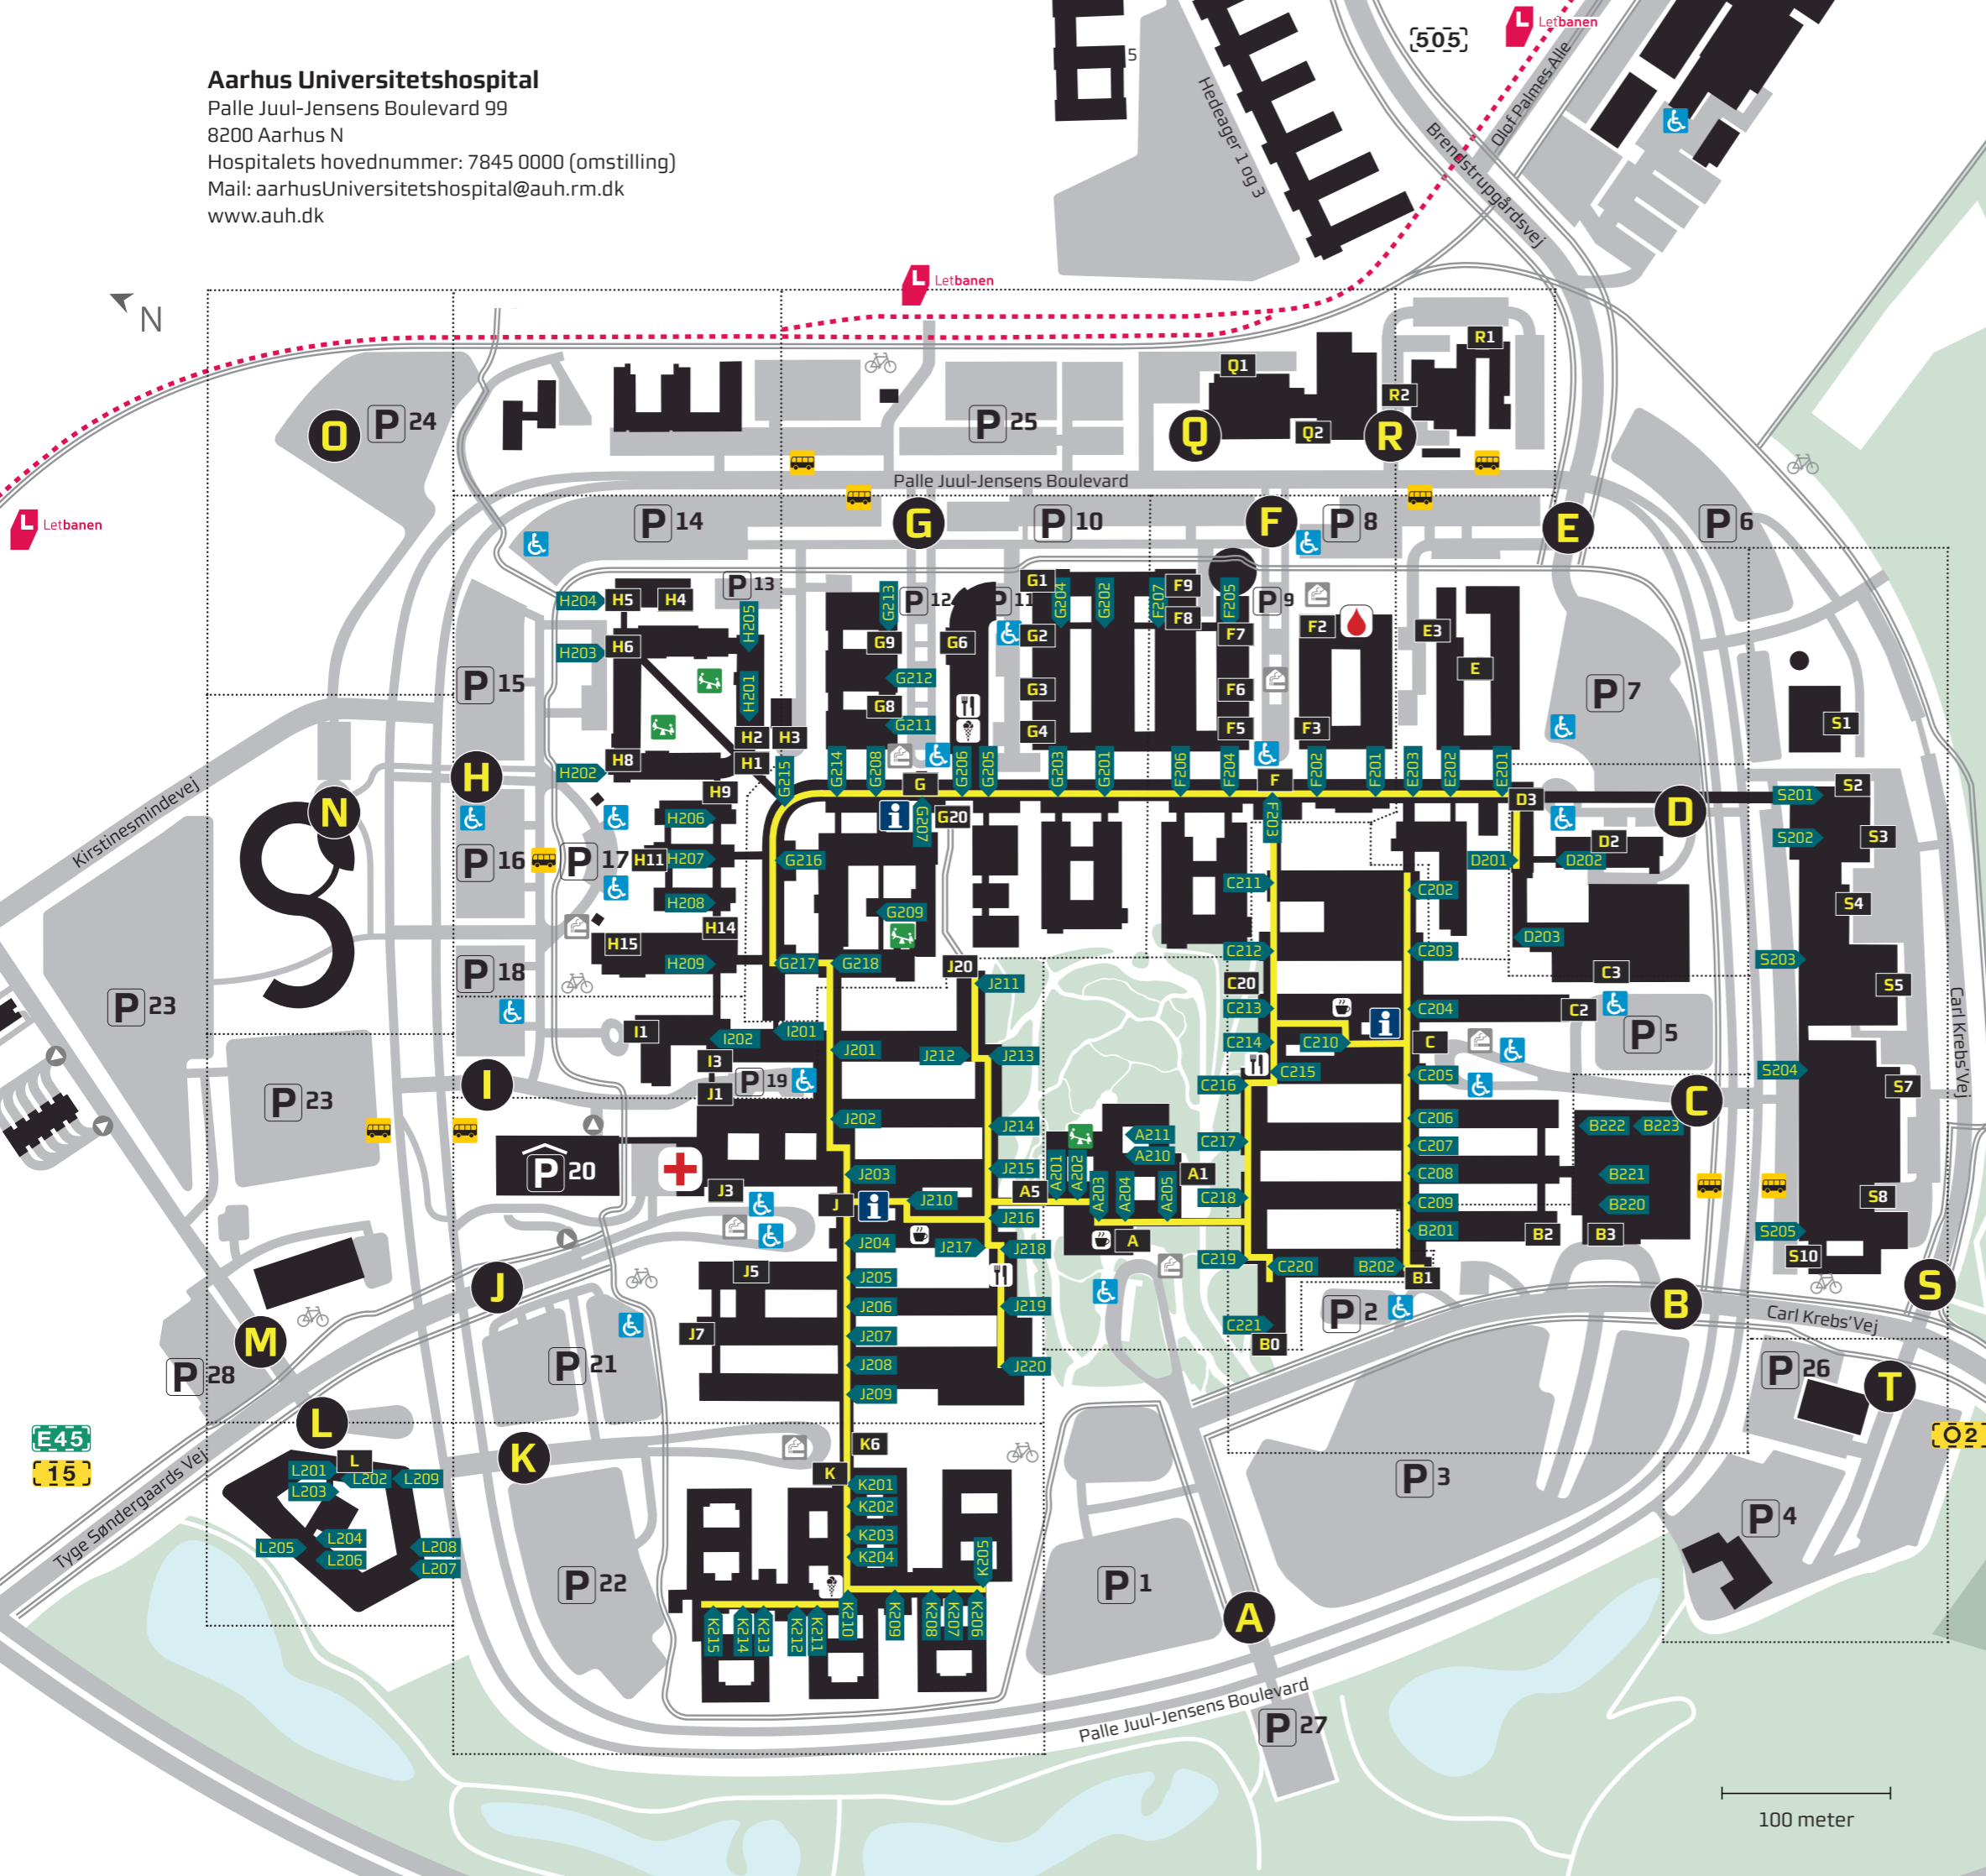 Aarhus Universitetshospital
Palle Juul-Jensens Boulevard 99
8200 Aarhus N
Hospitalets hovednummer: 7845 0000 (omstilling)
Mail: aarhusUniversitetshospital@auh.rm.dk
www.auh.dk
N
5
Hedeager 1 og 3
505
Letbanen
Olof Palmes Alle
Brendstrupgårdsvej
Letbanen
Letbanen
R1
Q1
R2
Q2
O
P 24
P 25
Q
R
Palle Juul-Jensens Boulevard
P 14
G
P 10
F
P 8
E
P 6
H204
H5
H4
P 13
H205
G213
P 12
P 11
G1
G204
G202
F207
F9
F8
F205
P 9
H203
H6
G9
G6
G2
F7
F2
E3
E
P 15
H201
G212
G8
G211
G3
F6
P 7
G4
F5
F3
S1
H2
H3
H8
H1
H202
H
H9
G215
G214
G208
G
G206
G205
G203
G201
F206
F204
F
F202
F201
E203
E202
E201
D3
D
S201
S2
Kirstinesmindevej
N
H206
G207
G20
F203
D2
S202
S3
P 16
P 17
H11
H207
G216
D201
D202
H208
G209
C211
C202
S4
H15
H14
D203
P 18
H209
G217
G218
J20
C212
C203
C3
S203
P 23
J211
C20
C213
C204
C2
S5
Carl Krebs'Vej
I1
I202
I201
J201
J212
J213
C214
C210
C
P 5
I
I3
P 19
J1
C215
C216
C205
S204
S7
P 23
J202
J214
A211
A210
C217
C206
C207
B222
B223
C
P 20
J203
J215
A201
A202
A203
A204
A205
A1
C208
B221
J3
J
J210
A5
J216
C218
C209
B220
S8
J204
J217
J218
A
C219
B201
B2
B3
S205
S10
J
J5
J205
C220
B202
B1
B
S
M
J206
J219
C221
P 2
B0
Carl Krebs'Vej
P 28
P 21
J7
J207
J208
J220
J209
P 26
T
E45
15
L
K
K6
O2
L201
L
L202
L209
L203
K
K201
K202
P 3
Tyge Søndergaards Vej
L205
L204
L206
L208
L207
K203
K204
K205
P 4
P 22
P 1
A
K215
K214
K213
K212
K211
K210
K209
K208
K207
K206
Palle Juul-Jensens Boulevard
P 27
100 meter